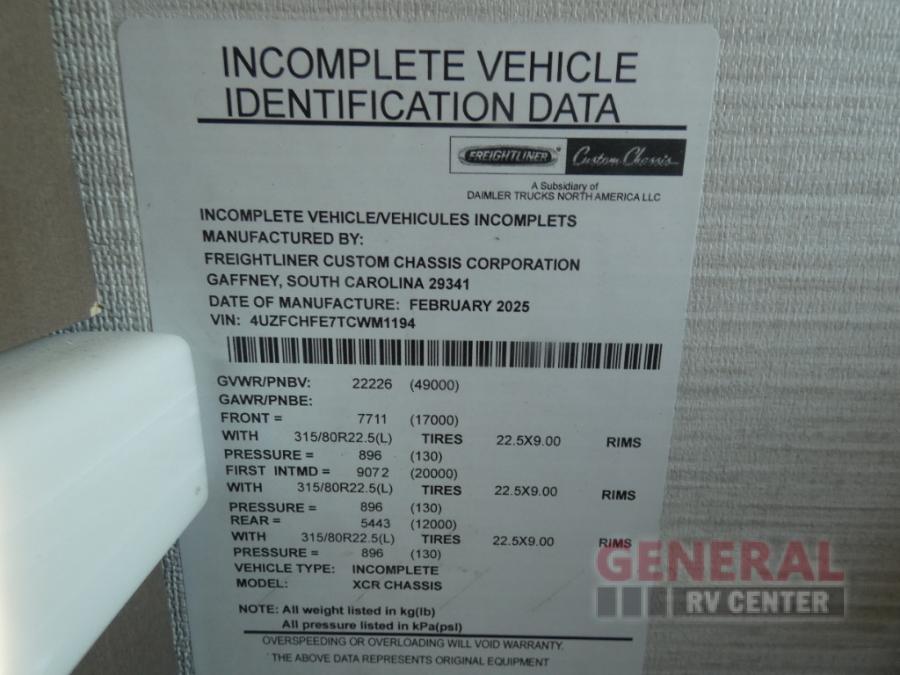 INCOMPLETE VEHICLE
IDENTIFICATION DATA
FREIGHTLINER® Custom Chassis
A Subsidiary of
DAIMLER TRUCKS NORTH AMERICA LLC
INCOMPLETE VEHICLE/VEHICULES INCOMPLETS
MANUFACTURED BY:
FREIGHTLINER CUSTOM CHASSIS CORPORATION
GAFFNEY, SOUTH CAROLINA 29341
DATE OF MANUFACTURE: FEBRUARY 2025
VIN: 4UZFCHFE7TCWM1194
GVWR/PNBV: 22226 (49000)
GAWR/PNBE:
FRONT = 7711 (17000)
WITH 315/80R22.5(L) TIRES 22.5X9.00 RIMS
PRESSURE = 896 (130)
FIRST INTMD = 9072 (20000)
WITH 315/80R22.5(L) TIRES 22.5X9.00 RIMS
PRESSURE = 896 (130)
REAR = 5443 (12000)
WITH 315/80R22.5(L) TIRES 22.5X9.00 RIMS
PRESSURE = 896 (130)
VEHICLE TYPE: INCOMPLETE
MODEL: XCR CHASSIS
NOTE: All weight listed in kg(lb)
All pressure listed in kPa(psi)
OVERSPEEDING OR OVERLOADING WILL VOID WARRANTY.
THE ABOVE DATA REPRESENTS ORIGINAL EQUIPMENT
GENERAL
RV CENTER